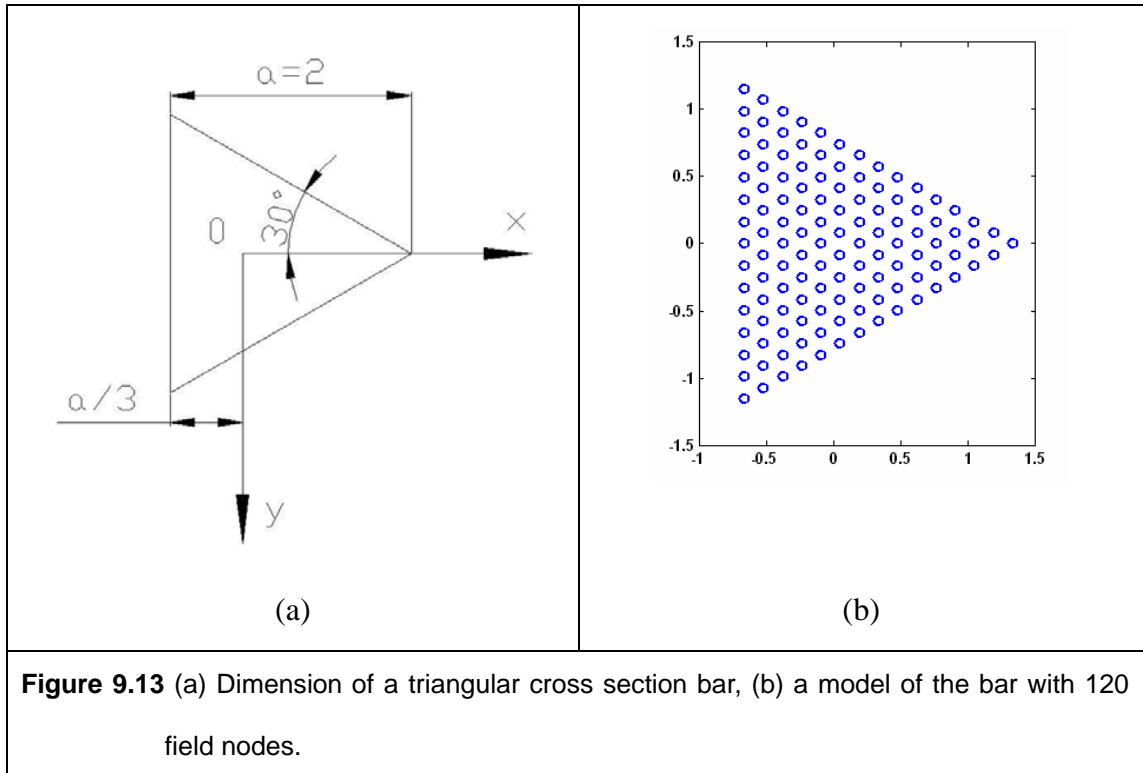 a=2
30°
0
x
a/3
y
(a)
1.5
1
0.5
0
-0.5
-1
-1.5
-1 -0.5 0 0.5 1 1.5
(b)
Figure 9.13 (a) Dimension of a triangular cross section bar, (b) a model of the bar with 120
field nodes.